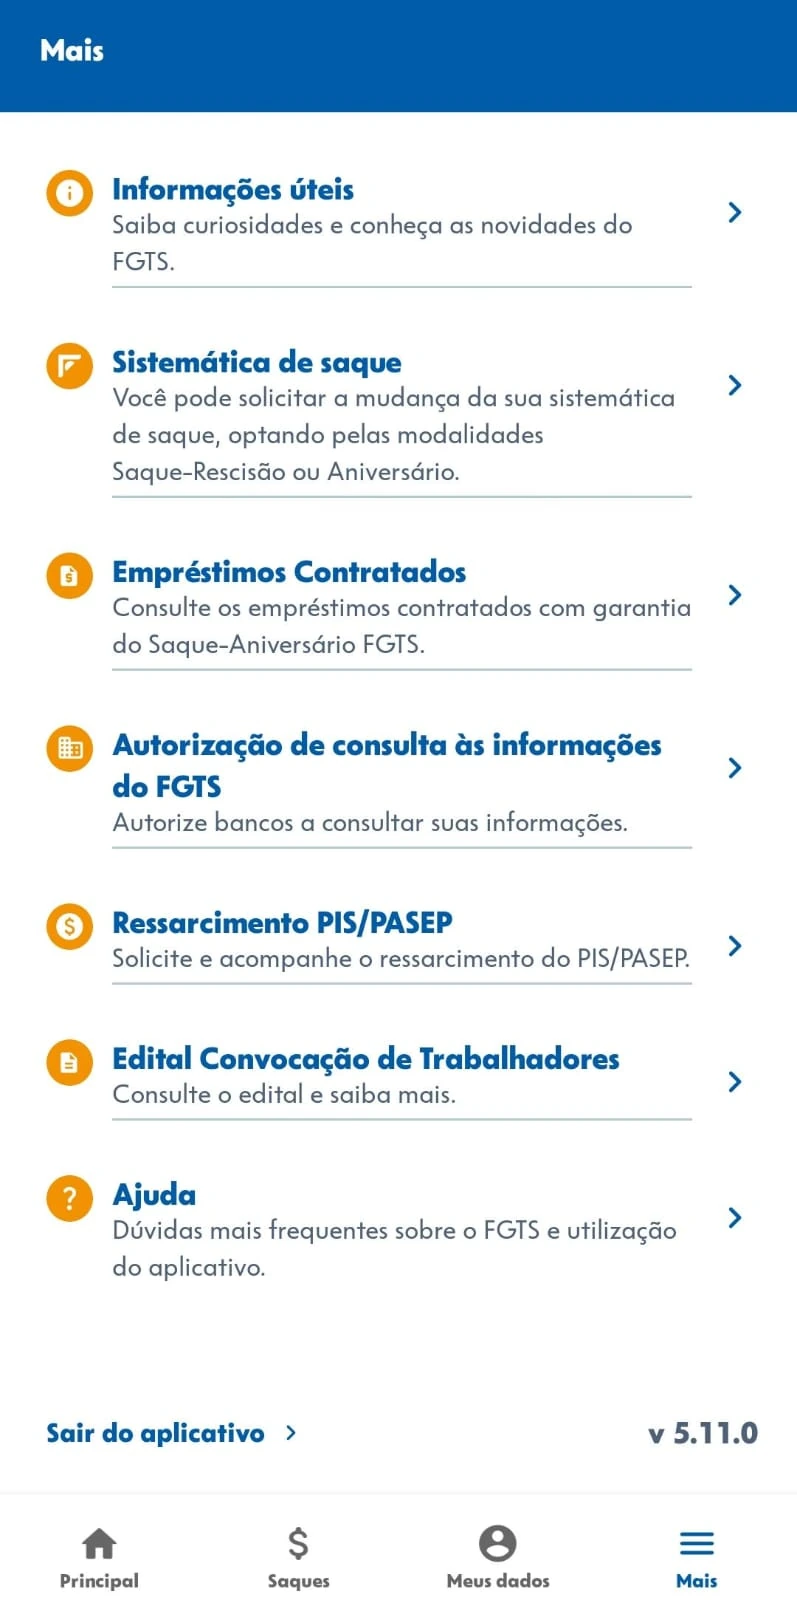 Mais
Informações úteis
Saiba curiosidades e conheça as novidades do
FGTS.
Sistemática de saque
Você pode solicitar a mudança da sua sistemática
de saque, optando pelas modalidades
Saque-Rescisão ou Aniversário.
Empréstimos Contratados
Consulte os empréstimos contratados com garantia
do Saque-Aniversário FGTS.
Autorização de consulta às informações
do FGTS
Autorize bancos a consultar suas informações.
Ressarcimento PIS/PASEP
Solicite e acompanhe o ressarcimento do PIS/PASEP.
Edital Convocação de Trabalhadores
Consulte o edital e saiba mais.
Ajuda
Dúvidas mais frequentes sobre o FGTS e utilização
do aplicativo.
Sair do aplicativo
v 5.11.0
Principal
Saques
Meus dados
Mais